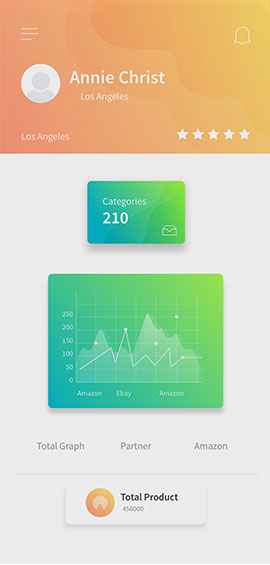 Annie Christ
Los Angeles
Los Angeles
Categories
210
250
200
150
100
50
0
Amazon Ebay Amazon
Total Graph Partner Amazon
Total Product
456000